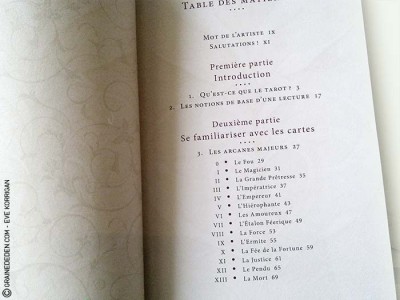 Table des mati
Mot de l'artiste ix
Salutations! xi
Première partie
Introduction
1. Qu'est-ce que le tarot? 3
2. Les notions de base d'une lecture 17
Deuxième partie
Se familiariser avec les cartes
3. Les arcanes majeurs 27
0 • Le Fou 29
I • Le Magicien 31
II • La Grande Prêtresse 35
III • L'Impératrice 37
IV • L'Empereur 41
V • L'Hiérophante 43
VI • Les Amoureux 47
VII • L'Étalon Féerique 49
VIII • La Force 53
IX • L'Ermite 55
X • La Fée de la Fortune 59
XI • La Justice 61
XII • Le Pendu 65
XIII • La Mort 69
© GRAINEDEDEN.COM - EVE KORRIGAN